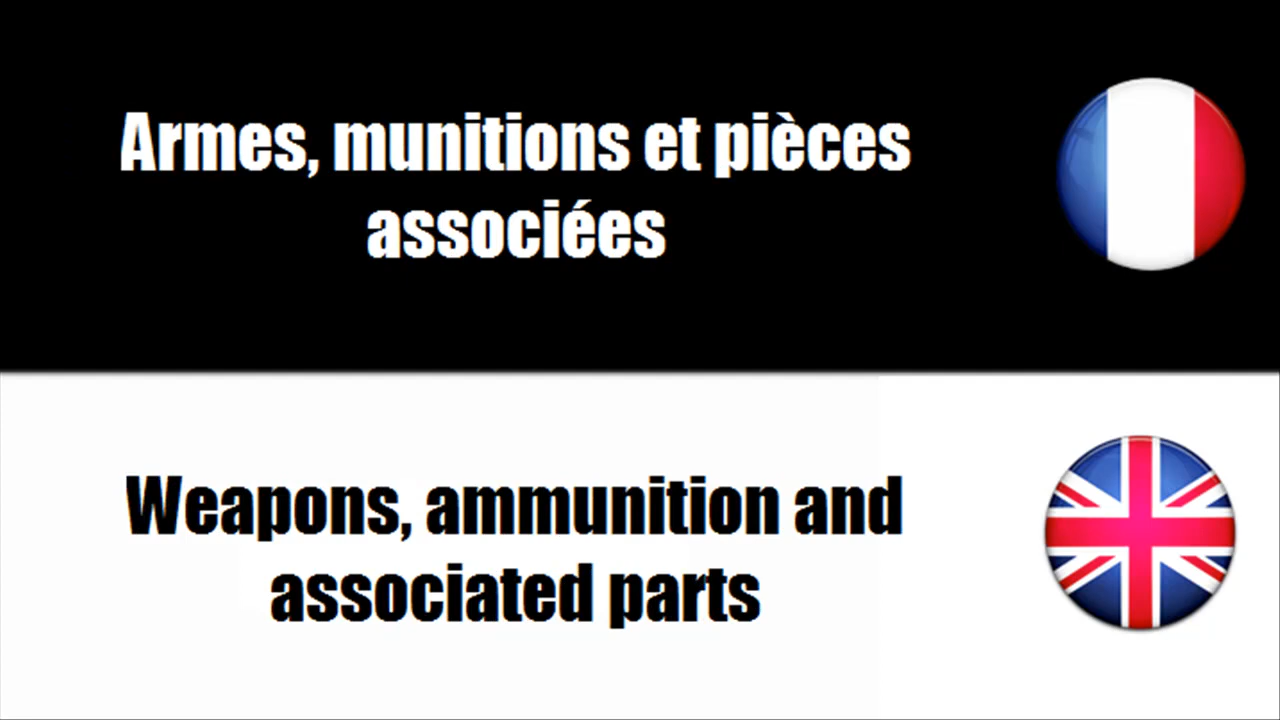 Armes, munitions et pièces
associées
Weapons, ammunition and
associated parts